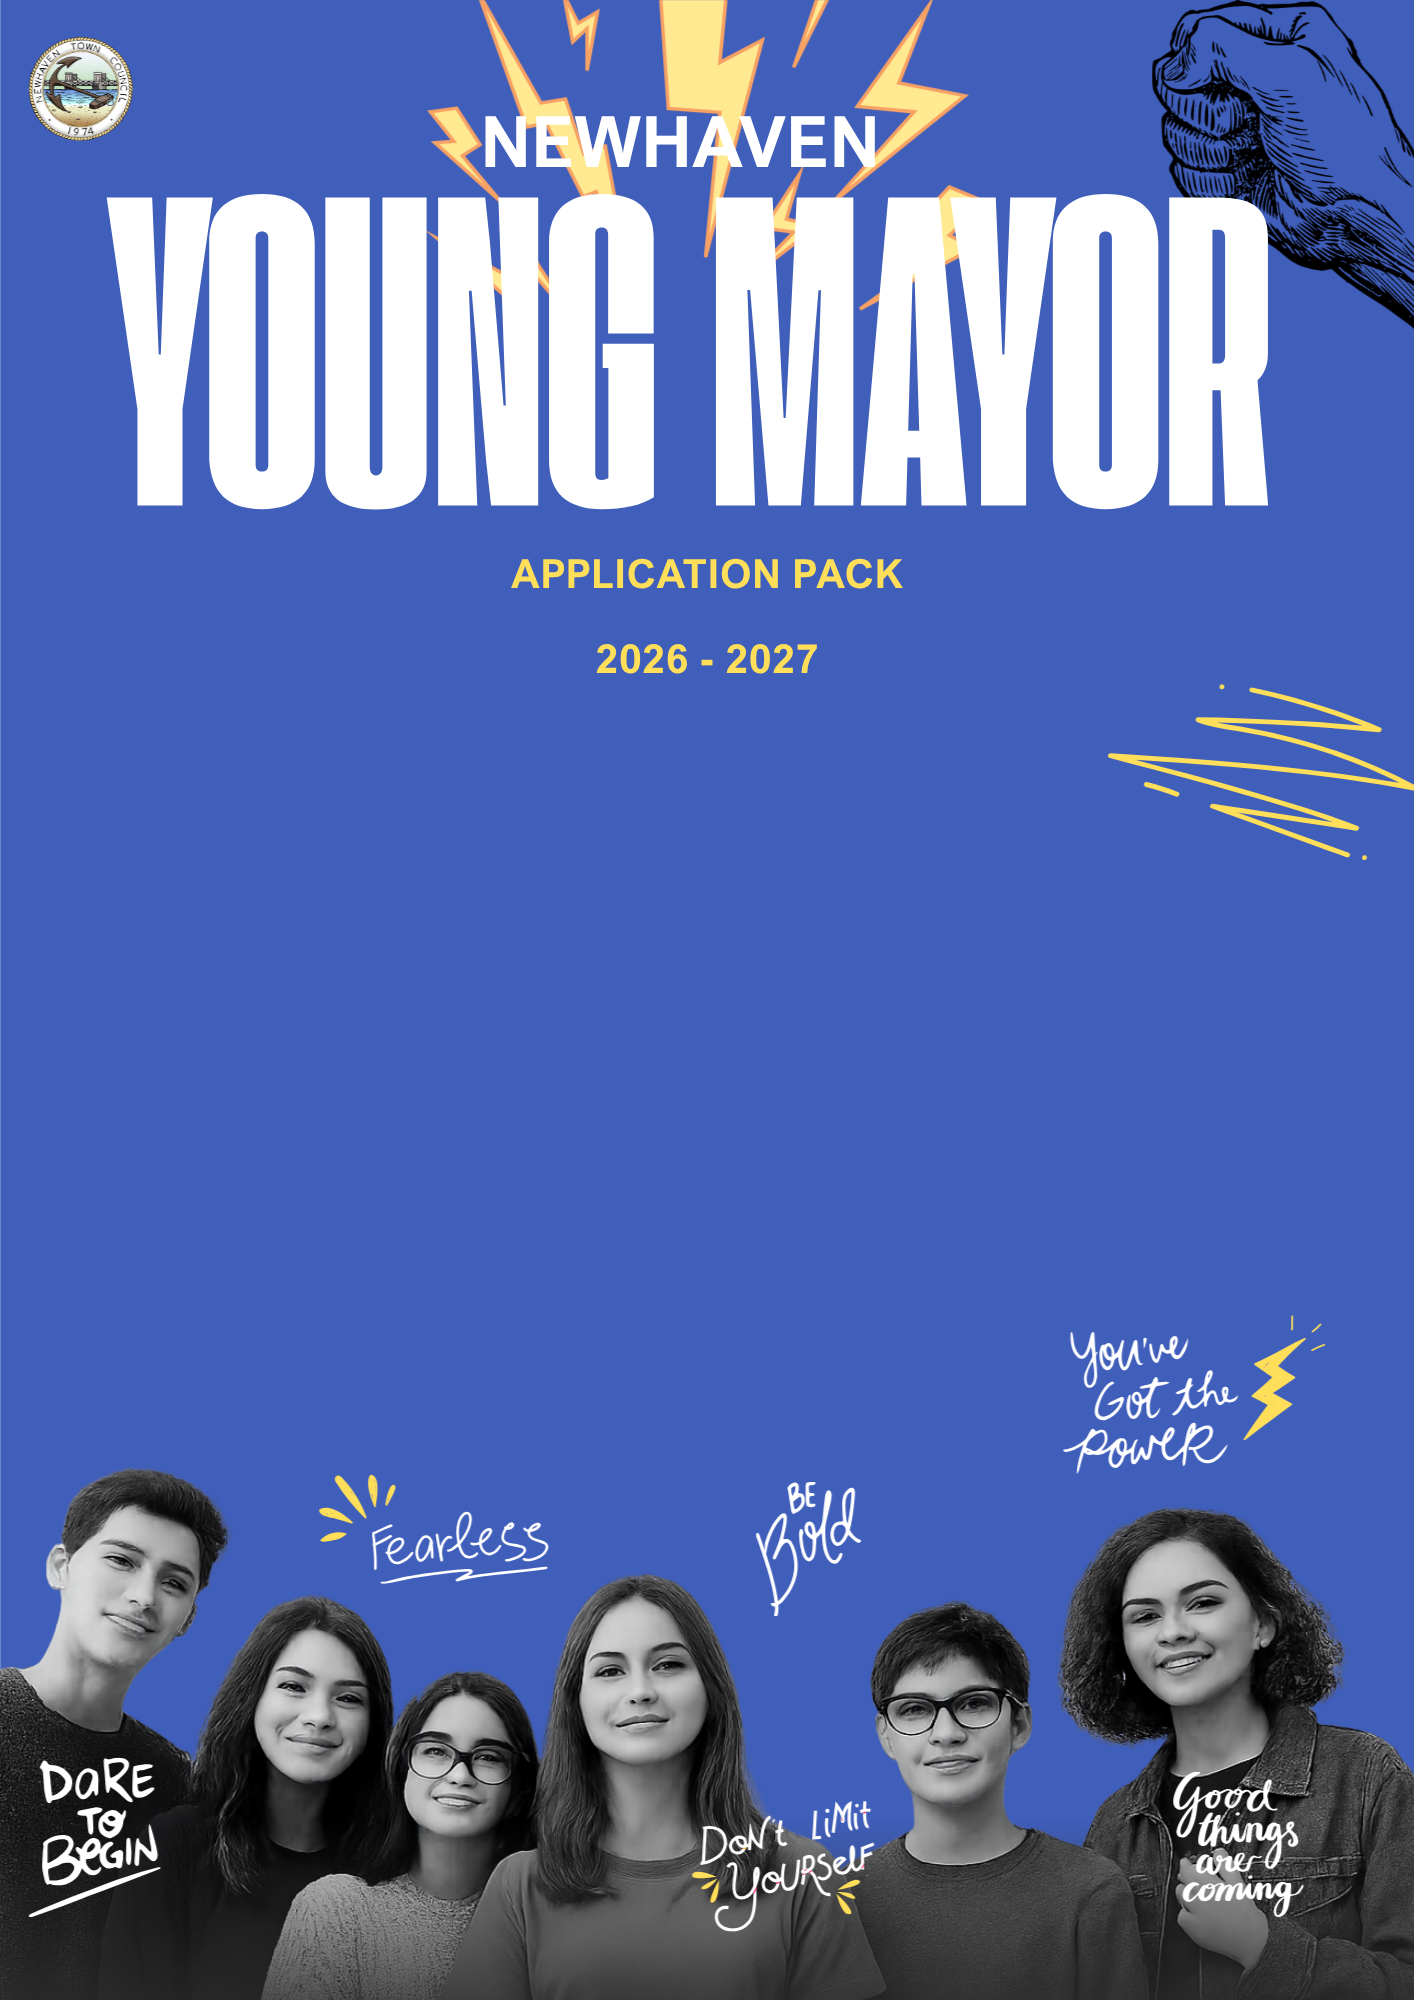 NEWHAVEN TOWN COUNCIL
1974
NEWHAVEN
YOUNG MAYOR
APPLICATION PACK
2026 - 2027
You've
Got the
PoweR
Fearless
BE
Bold
DaRE
To
BeGIN
DoN't LiMit
YouRSelF
Good
things
are
coming